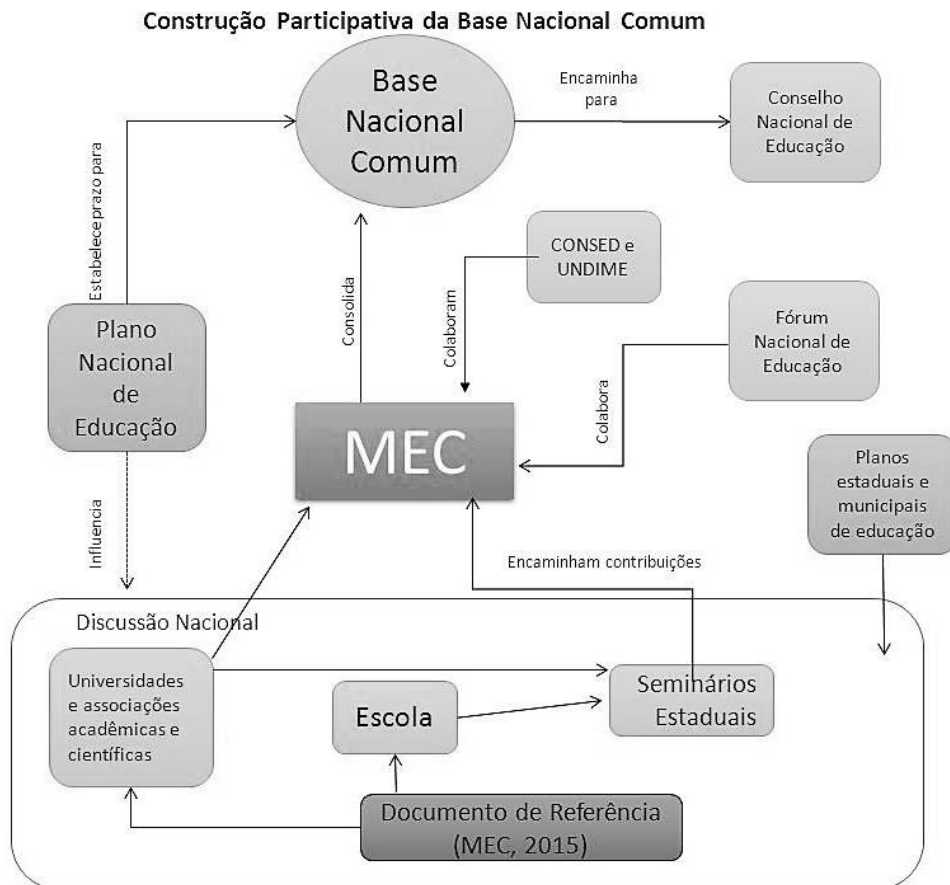 Construção Participativa da Base Nacional Comum
Base
Nacional
Comum
Encaminha
para
Conselho
Nacional de
Educação
Estabelece prazo para
CONSED e
UNDIME
Consolida
Colaboram
Fórum
Nacional de
Educação
Plano
Nacional
de
Educação
Colabora
MEC
Planos
estaduais e
municipais
de educação
Influencia
Encaminham contribuições
Discussão Nacional
Universidades
e associações
acadêmicas e
científicas
Escola
Seminários
Estaduais
Documento de Referência
(MEC, 2015)